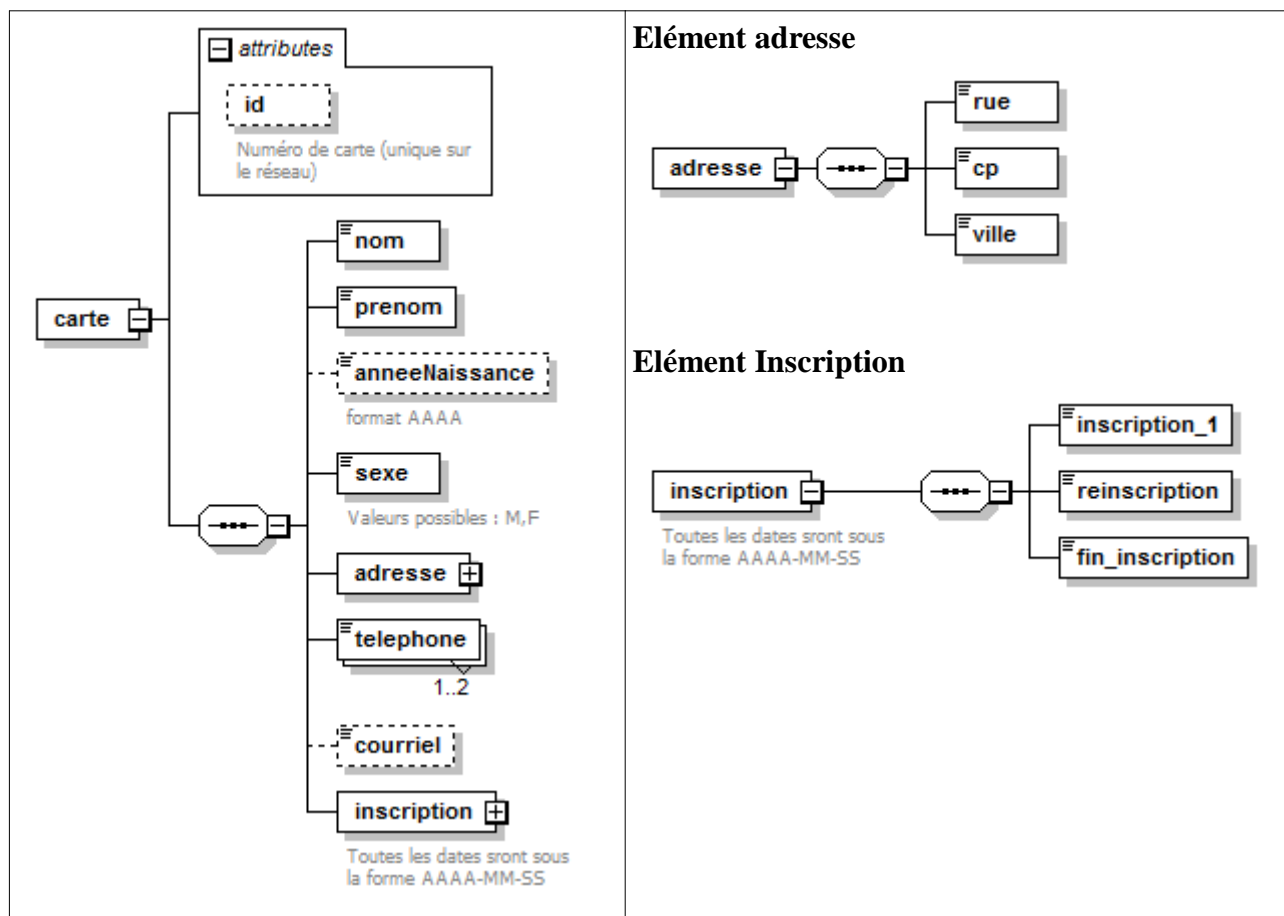 attributes
id
Numéro de carte (unique sur
le réseau)
carte
nom
prenom
anneeNaissance
format AAAA
sexe
Valeurs possibles : M,F
adresse
telephone
1..2
courriel
inscription
Toutes les dates sront sous
la forme AAAA-MM-SS
Elément adresse
adresse
rue
cp
ville
Elément Inscription
inscription
Toutes les dates sront sous
la forme AAAA-MM-SS
inscription_1
reinscription
fin_inscription